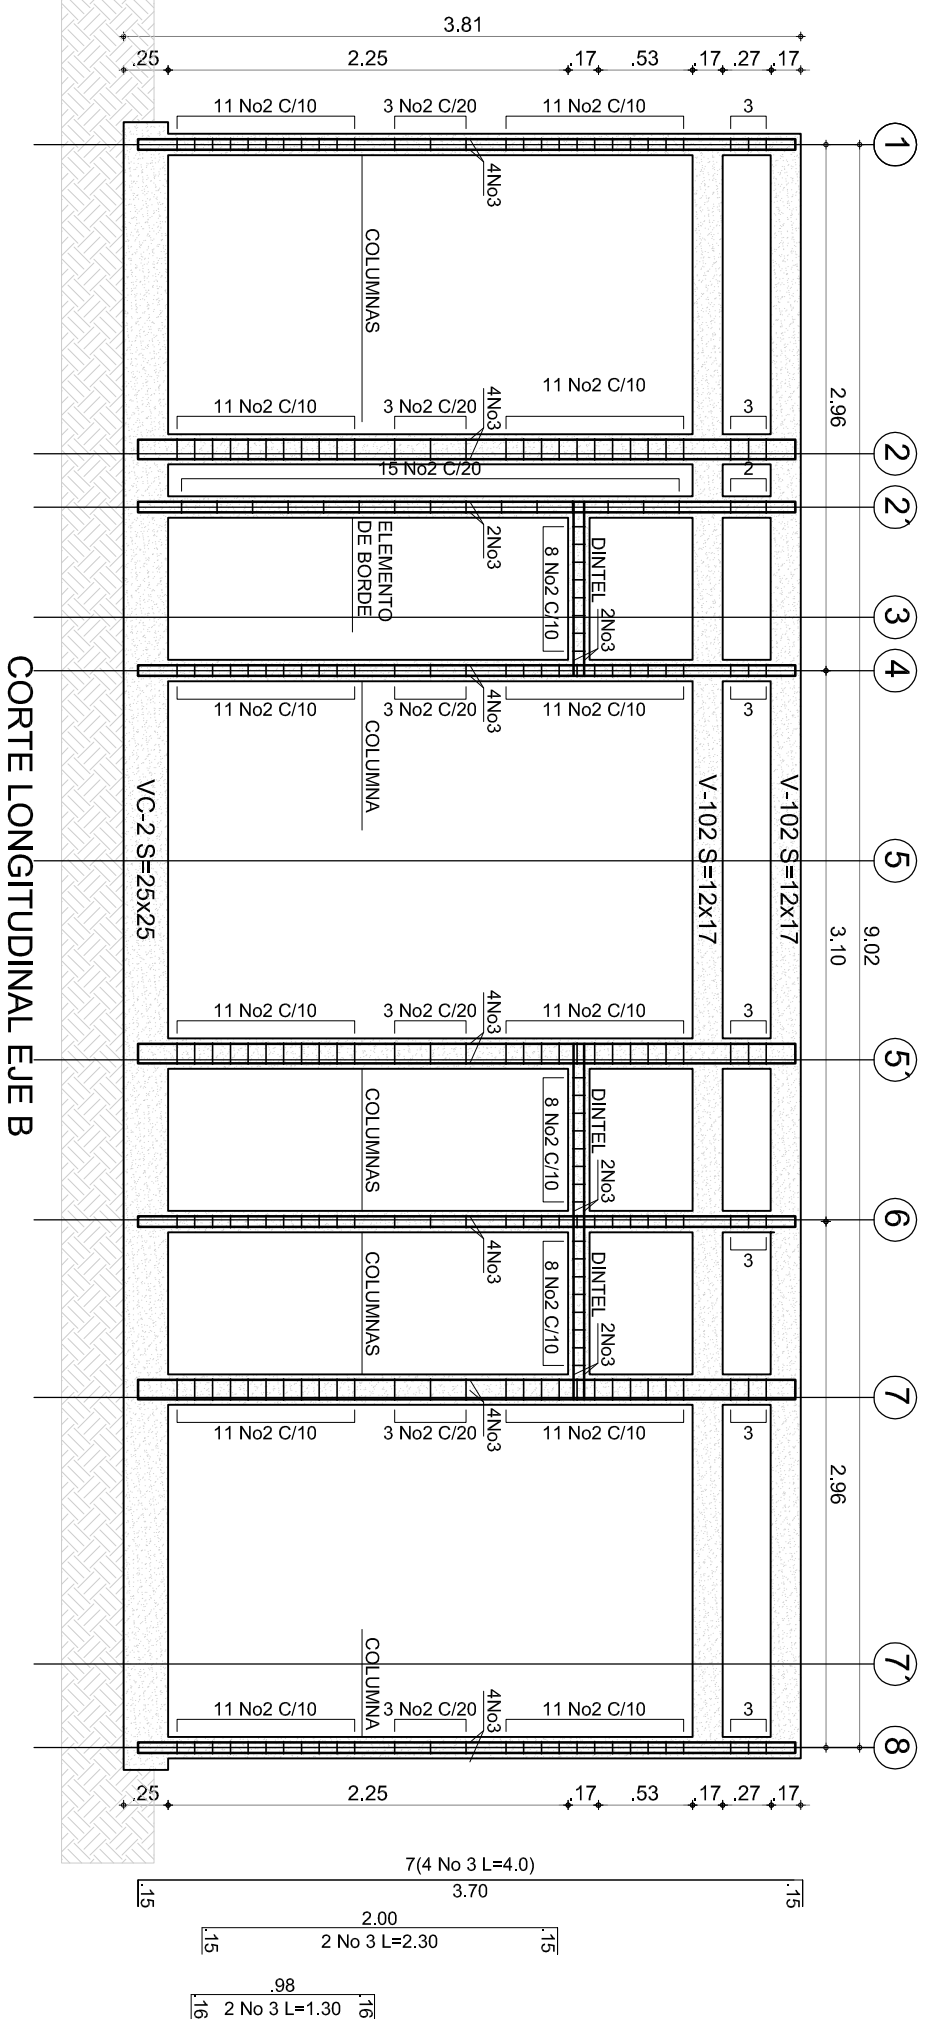 3.81
.25 2.25 .17 .53 .17 .27 .17
11 No2 C/10 3 No2 C/20 11 No2 C/10 3
1
4No3
COLUMNAS
2.96
11 No2 C/10 3 No2 C/20 4No3 11 No2 C/10 3
2
15 No2 C/20 2
2'
2No3
ELEMENTO
DE BORDE
8 No2 C/10
DINTEL 2No3
3
4
11 No2 C/10 3 No2 C/20 4No3 11 No2 C/10 3
COLUMNA
VC-2 S=25x25
V-102 S=12x17
V-102 S=12x17
5
3.10
9.02
11 No2 C/10 3 No2 C/20 4No3 11 No2 C/10 3
5'
COLUMNAS
8 No2 C/10
DINTEL 2No3
6
4No3
3
COLUMNAS
8 No2 C/10
DINTEL 2No3
7
11 No2 C/10 3 No2 C/20 4No3 11 No2 C/10 3
2.96
COLUMNA
7'
11 No2 C/10 3 No2 C/20 4No3 11 No2 C/10 3
8
.25 2.25 .17 .53 .17 .27 .17
CORTE LONGITUDINAL EJE B
7(4 No 3 L=4.0)
.15 3.70 .15
2.00
.15 2 No 3 L=2.30 .15
.98
.16 2 No 3 L=1.30 .16